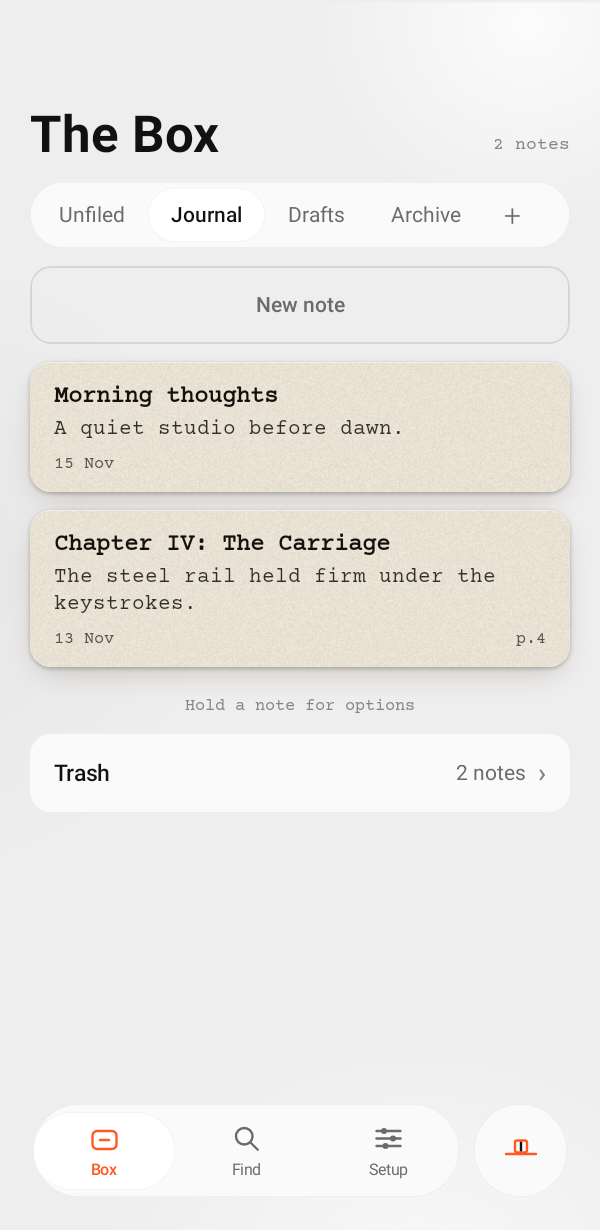 The Box
2 notes
Unfiled Journal Drafts Archive +
New note
Morning thoughts
A quiet studio before dawn.
15 Nov
Chapter IV: The Carriage
The steel rail held firm under the
keystrokes.
13 Nov p.4
Hold a note for options
Trash 2 notes ›
Box Find Setup